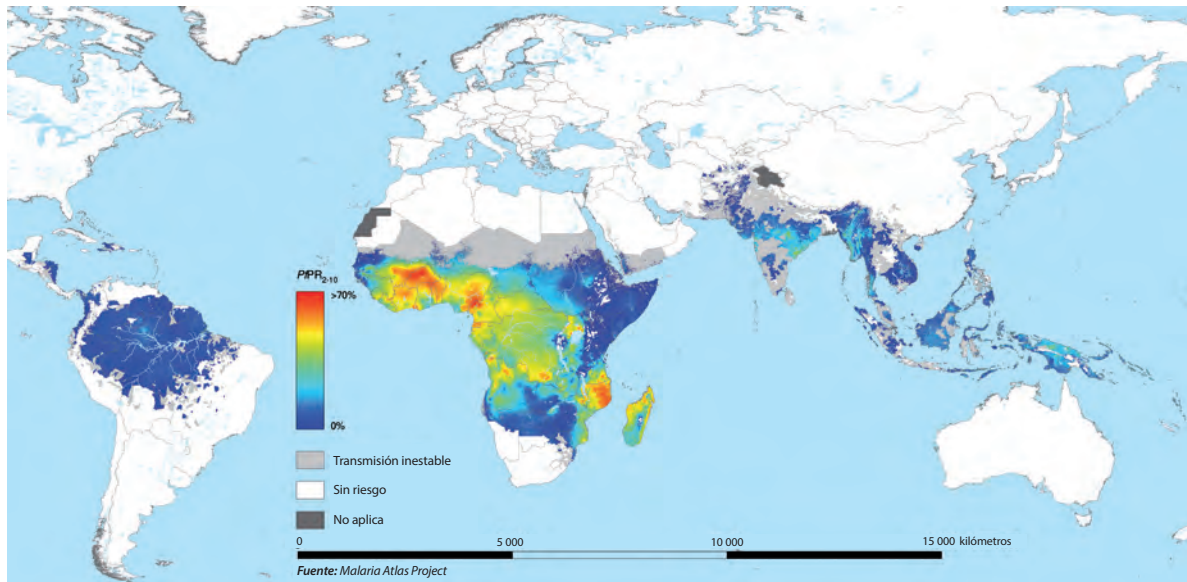 PfPR2-10
>70%
0%
Transmisión inestable
Sin riesgo
No aplica
0 5 000 10 000 15 000 kilómetros
Fuente: Malaria Atlas Project